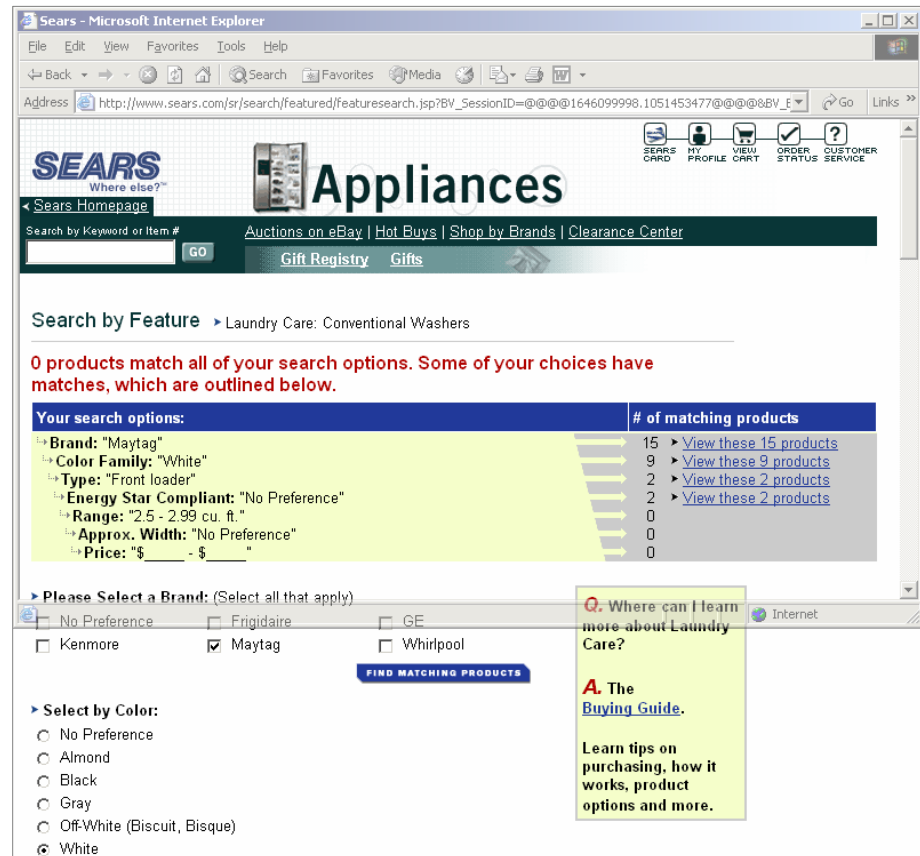 Sears - Microsoft Internet Explorer
File Edit View Favorites Tools Help
Back Search Favorites Media
Address http://www.sears.com/sr/search/featured/featuresearch.jsp?BV_SessionID=@@@@1646099998.1051453477@@@@&BV_E Go Links »
SEARS
Where else?℠
Appliances
SEARS CARD MY PROFILE VIEW CART ORDER STATUS CUSTOMER SERVICE
Sears Homepage
Search by Keyword or Item #
GO
Auctions on eBay | Hot Buys | Shop by Brands | Clearance Center
Gift Registry Gifts
Search by Feature Laundry Care: Conventional Washers
0 products match all of your search options. Some of your choices have
matches, which are outlined below.
Your search options: # of matching products
Brand: "Maytag" 15 View these 15 products
Color Family: "White" 9 View these 9 products
Type: "Front loader" 2 View these 2 products
Energy Star Compliant: "No Preference" 2 View these 2 products
Range: "2.5 - 2.99 cu. ft." 0
Approx. Width: "No Preference" 0
Price: "$_____ - $_____" 0
Please Select a Brand: (Select all that apply)
No Preference Frigidaire GE
Kenmore Maytag Whirlpool
FIND MATCHING PRODUCTS
Internet
Q. Where can I learn
more about Laundry
Care?
A. The
Buying Guide.
Learn tips on
purchasing, how it
works, product
options and more.
Select by Color:
No Preference
Almond
Black
Gray
Off-White (Biscuit, Bisque)
White